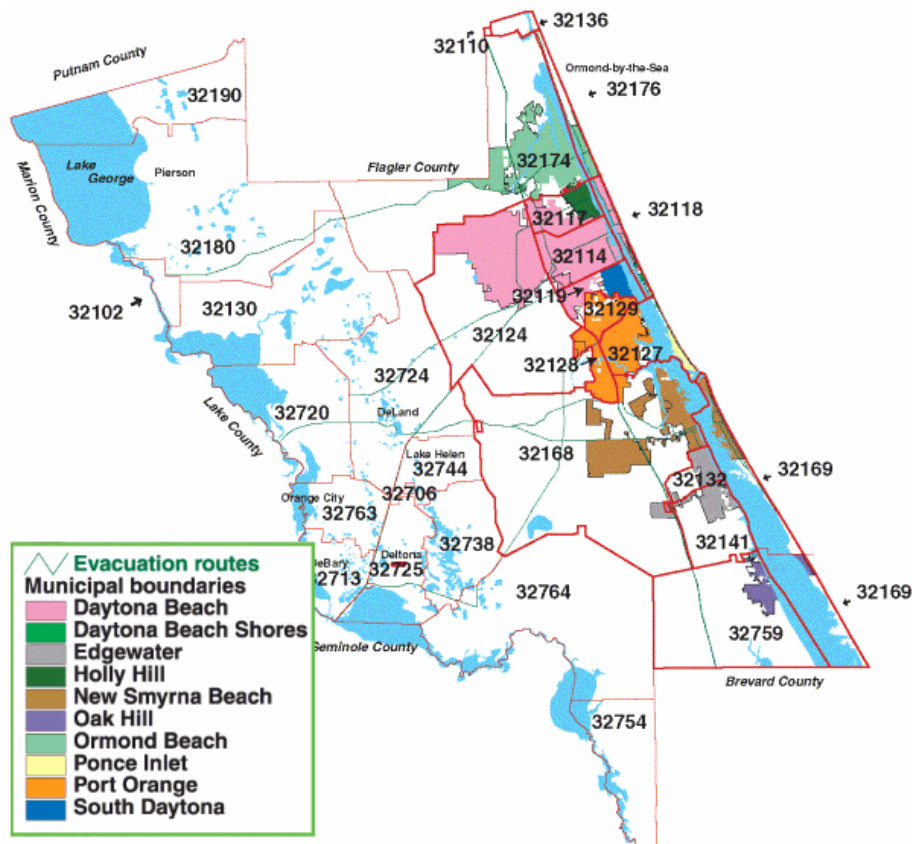 32136
32110
Putnam County
Ormond-by-the-Sea
32176
32190
32174
Lake
George
Marion County
Pierson
Flagler County
32117
32118
32180
32114
32102
32130
32119
32129
32124
32128
32127
32724
Lake County
32720
DeLand
Lake Helen
32744
32168
32132
32169
Orange City
32706
32763
32738
32141
Deltona
32725
eBary
32713
32764
32169
32759
Seminole County
Brevard County
32754
Evacuation routes
Municipal boundaries
Daytona Beach
Daytona Beach Shores
Edgewater
Holly Hill
New Smyrna Beach
Oak Hill
Ormond Beach
Ponce Inlet
Port Orange
South Daytona